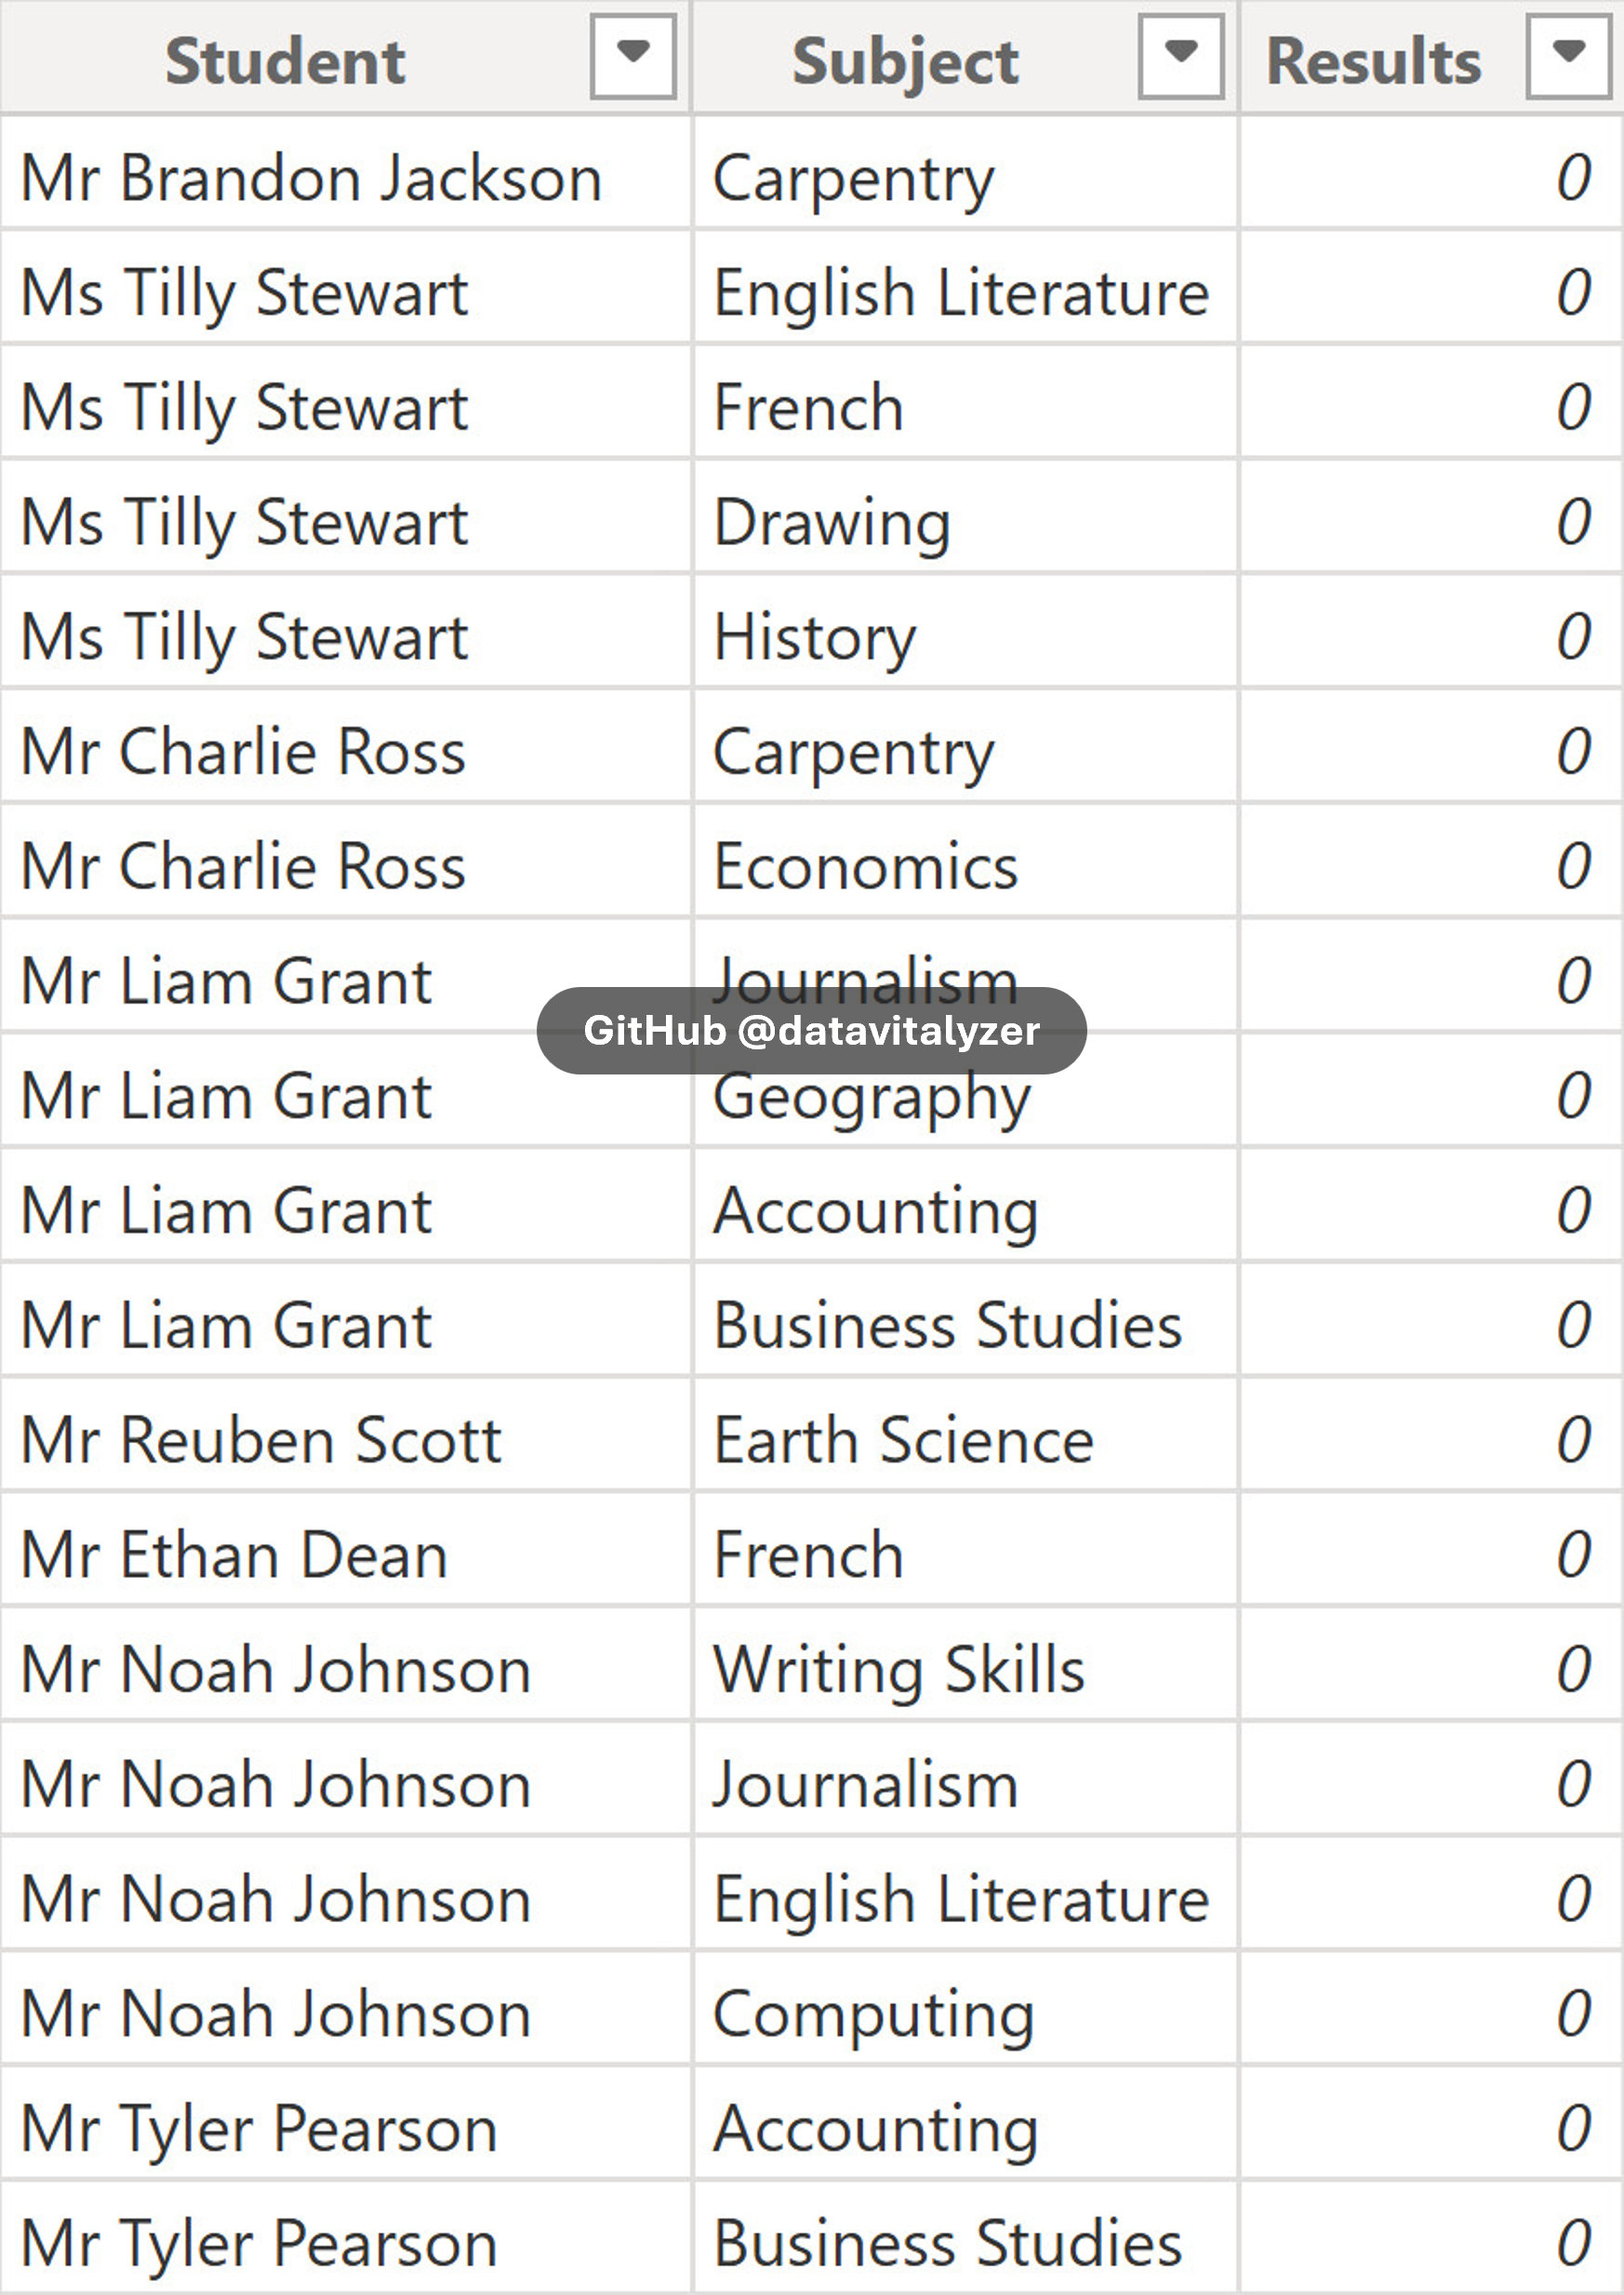 Student Subject Results
Mr Brandon Jackson Carpentry 0
Ms Tilly Stewart English Literature 0
Ms Tilly Stewart French 0
Ms Tilly Stewart Drawing 0
Ms Tilly Stewart History 0
Mr Charlie Ross Carpentry 0
Mr Charlie Ross Economics 0
Mr Liam Grant Journalism 0
GitHub @datavitalyzer
Mr Liam Grant Geography 0
Mr Liam Grant Accounting 0
Mr Liam Grant Business Studies 0
Mr Reuben Scott Earth Science 0
Mr Ethan Dean French 0
Mr Noah Johnson Writing Skills 0
Mr Noah Johnson Journalism 0
Mr Noah Johnson English Literature 0
Mr Noah Johnson Computing 0
Mr Tyler Pearson Accounting 0
Mr Tyler Pearson Business Studies 0